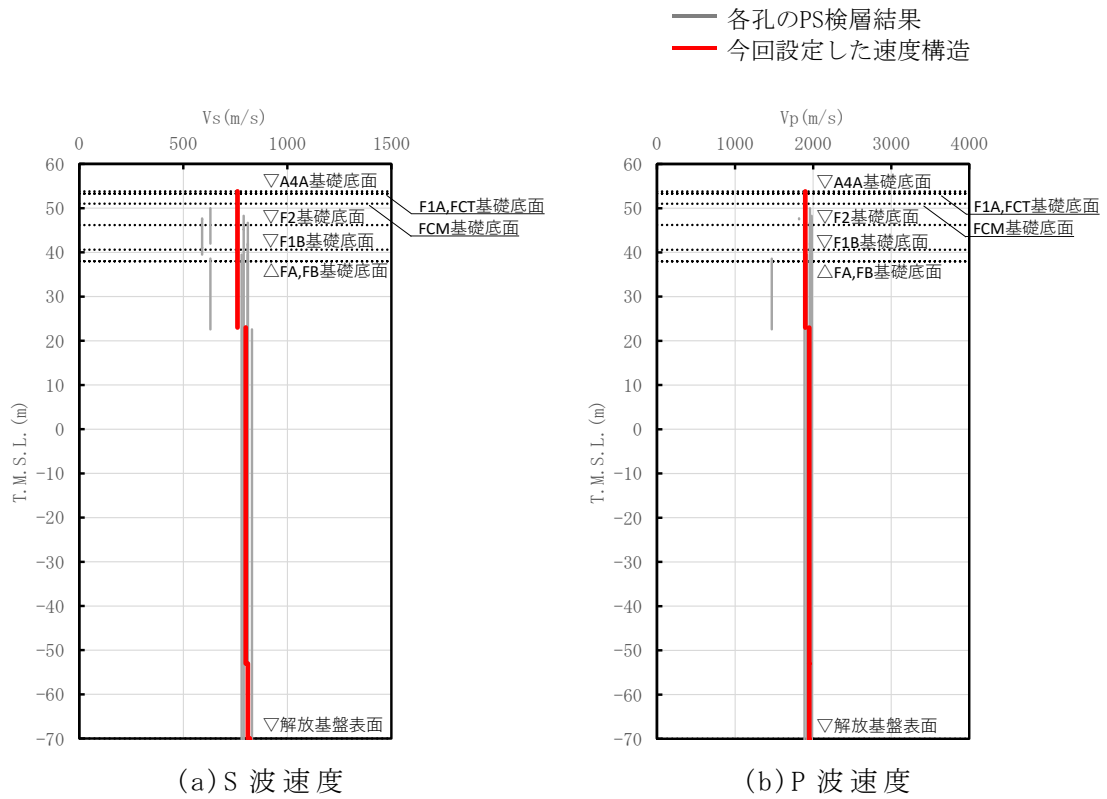 各孔のPS検層結果
今回設定した速度構造
Vs(m/s)
0 500 1000 1500
60
50
40
30
20
10
0
-10
-20
-30
-40
-50
-60
-70
T.M.S.L.(m)
▽A4A基礎底面
F1A,FCT基礎底面
▽F2基礎底面
FCM基礎底面
▽F1B基礎底面
△FA,FB基礎底面
▽解放基盤表面
(a)S 波速度
Vp(m/s)
0 1000 2000 3000 4000
60
50
40
30
20
10
0
-10
-20
-30
-40
-50
-60
-70
T.M.S.L.(m)
▽A4A基礎底面
F1A,FCT基礎底面
▽F2基礎底面
FCM基礎底面
▽F1B基礎底面
△FA,FB基礎底面
▽解放基盤表面
(b)P 波速度